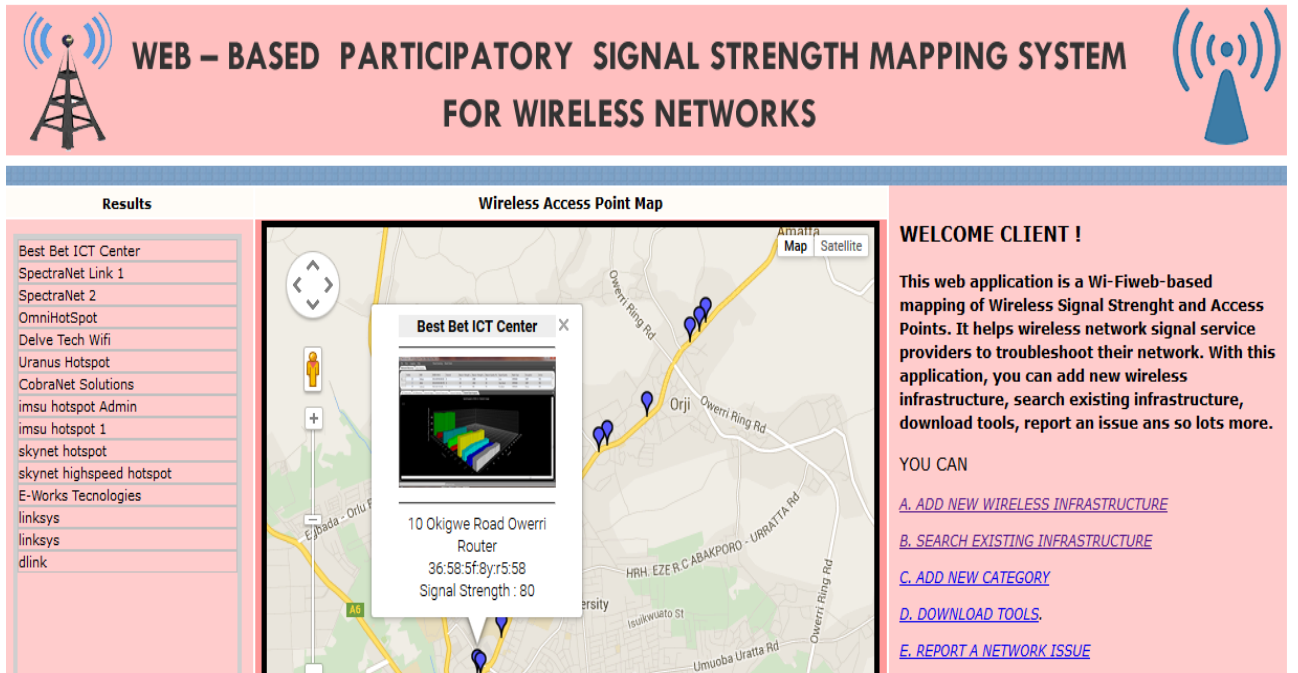 WEB – BASED PARTICIPATORY SIGNAL STRENGTH MAPPING SYSTEM
FOR WIRELESS NETWORKS
Results
Best Bet ICT Center
SpectraNet Link 1
SpectraNet 2
OmniHotSpot
Delve Tech Wifi
Uranus Hotspot
CobraNet Solutions
imsu hotspot Admin
imsu hotspot 1
skynet hotspot
skynet highspeed hotspot
E-Works Tecnologies
linksys
linksys
dlink
Wireless Access Point Map
Amatta
Map Satellite
Owerri Ring Rd
Best Bet ICT Center ×
10 Okigwe Road Owerri
Router
36:58:5f:8y:r5:58
Signal Strength : 80
Orji
Owerri Ring Rd
HRH. EZE R.C ABAKPORO - URRATTA RD
Owerri Ring Rd
ersity
Isuikwuato St
Umuoba Uratta Rd
A6
WELCOME CLIENT !
This web application is a Wi-Fiweb-based
mapping of Wireless Signal Strenght and Access
Points. It helps wireless network signal service
providers to troubleshoot their network. With this
application, you can add new wireless
infrastructure, search existing infrastructure,
download tools, report an issue ans so lots more.
YOU CAN
A. ADD NEW WIRELESS INFRASTRUCTURE
B. SEARCH EXISTING INFRASTRUCTURE
C. ADD NEW CATEGORY
D. DOWNLOAD TOOLS.
E. REPORT A NETWORK ISSUE